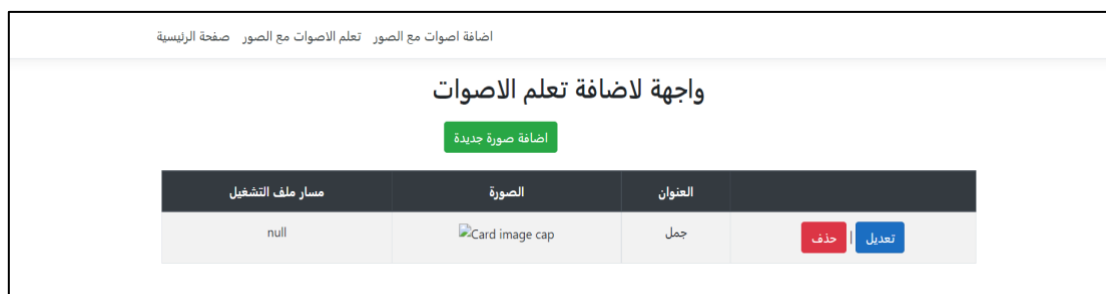 اضافة اصوات مع الصور تعلم الاصوات مع الصور صفحة الرئيسية
واجهة لاضافة تعلم الاصوات
اضافة صورة جديدة
العنوان الصورة مسار ملف التشغيل
تعديل | حذف جمل Card image cap null